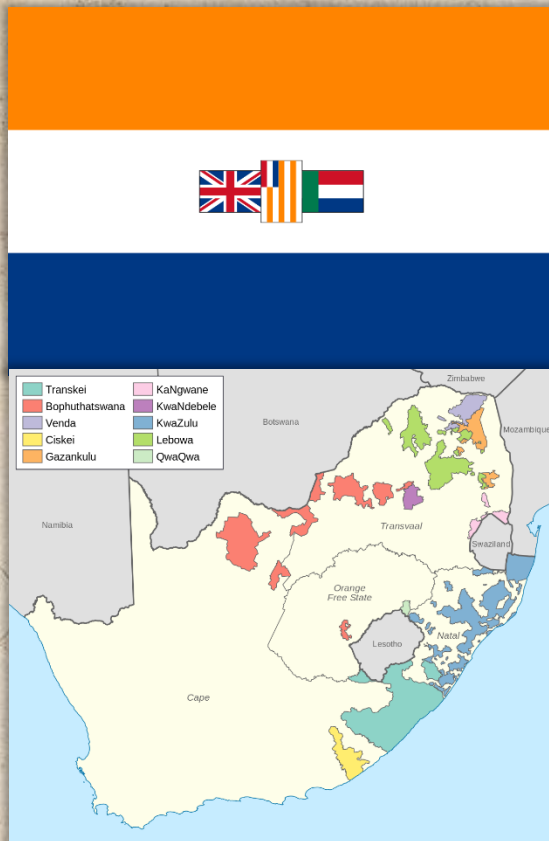 Transkei
Bophuthatswana
Venda
Ciskei
Gazankulu
KaNgwane
KwaNdebele
KwaZulu
Lebowa
QwaQwa
Zimbabwe
Botswana
Mozambique
Namibia
Transvaal
Swaziland
Orange
Free State
Natal
Lesotho
Cape